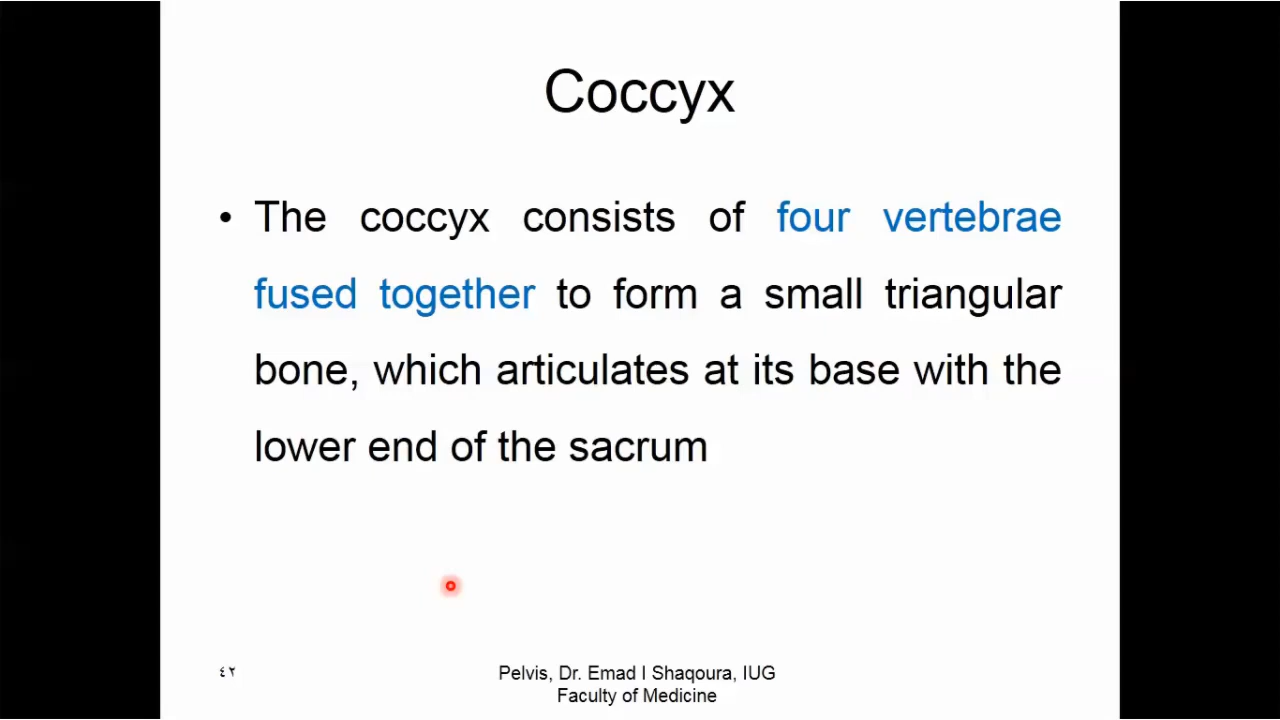 Coccyx
• The coccyx consists of four vertebrae
fused together to form a small triangular
bone, which articulates at its base with the
lower end of the sacrum
٤٢
Pelvis, Dr. Emad I Shaqoura, IUG
Faculty of Medicine